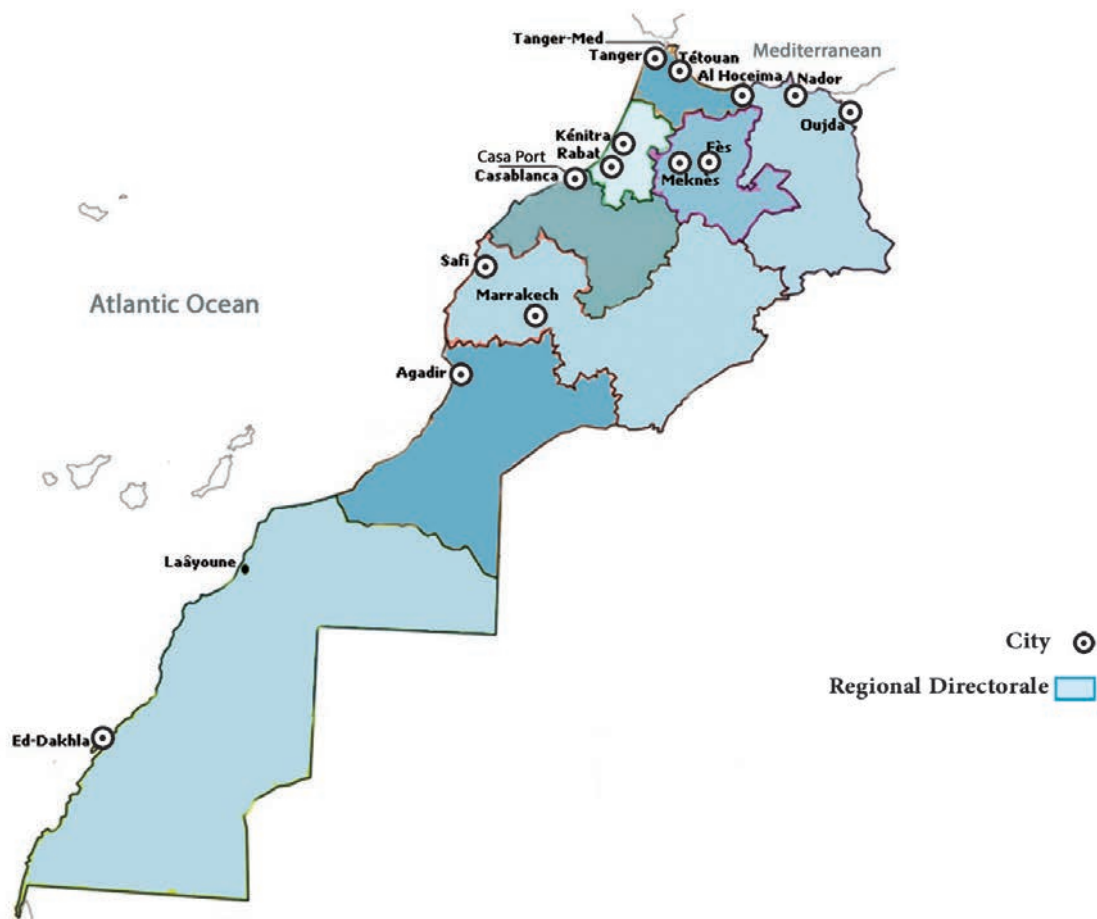 Tanger-Med
Mediterranean
Tanger
Tétouan
Al Hoceima
Nador
Oujda
Kénitra
Rabat
Fès
Casa Port
Casablanca
Meknès
Safi
Marrakech
Atlantic Ocean
Agadir
Laâyoune
City
Regional Directorale
Ed-Dakhla